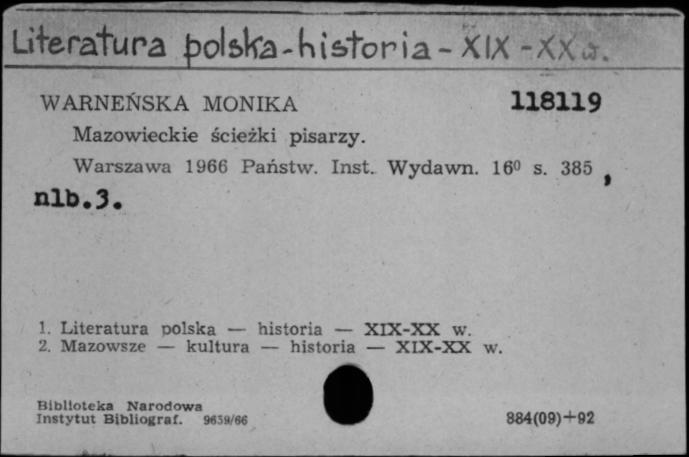 Literatura polska - historia - XIX - XX w.
WARNEŃSKA MONIKA 118119
Mazowieckie ścieżki pisarzy.
Warszawa 1966 Państw. Inst. Wydawn. 16⁰ s. 385,
nlb.3.
1. Literatura polska — historia — XIX-XX w.
2. Mazowsze — kultura — historia — XIX-XX w.
Biblioteka Narodowa
Instytut Bibliograf. 9659/66 884(09)+92